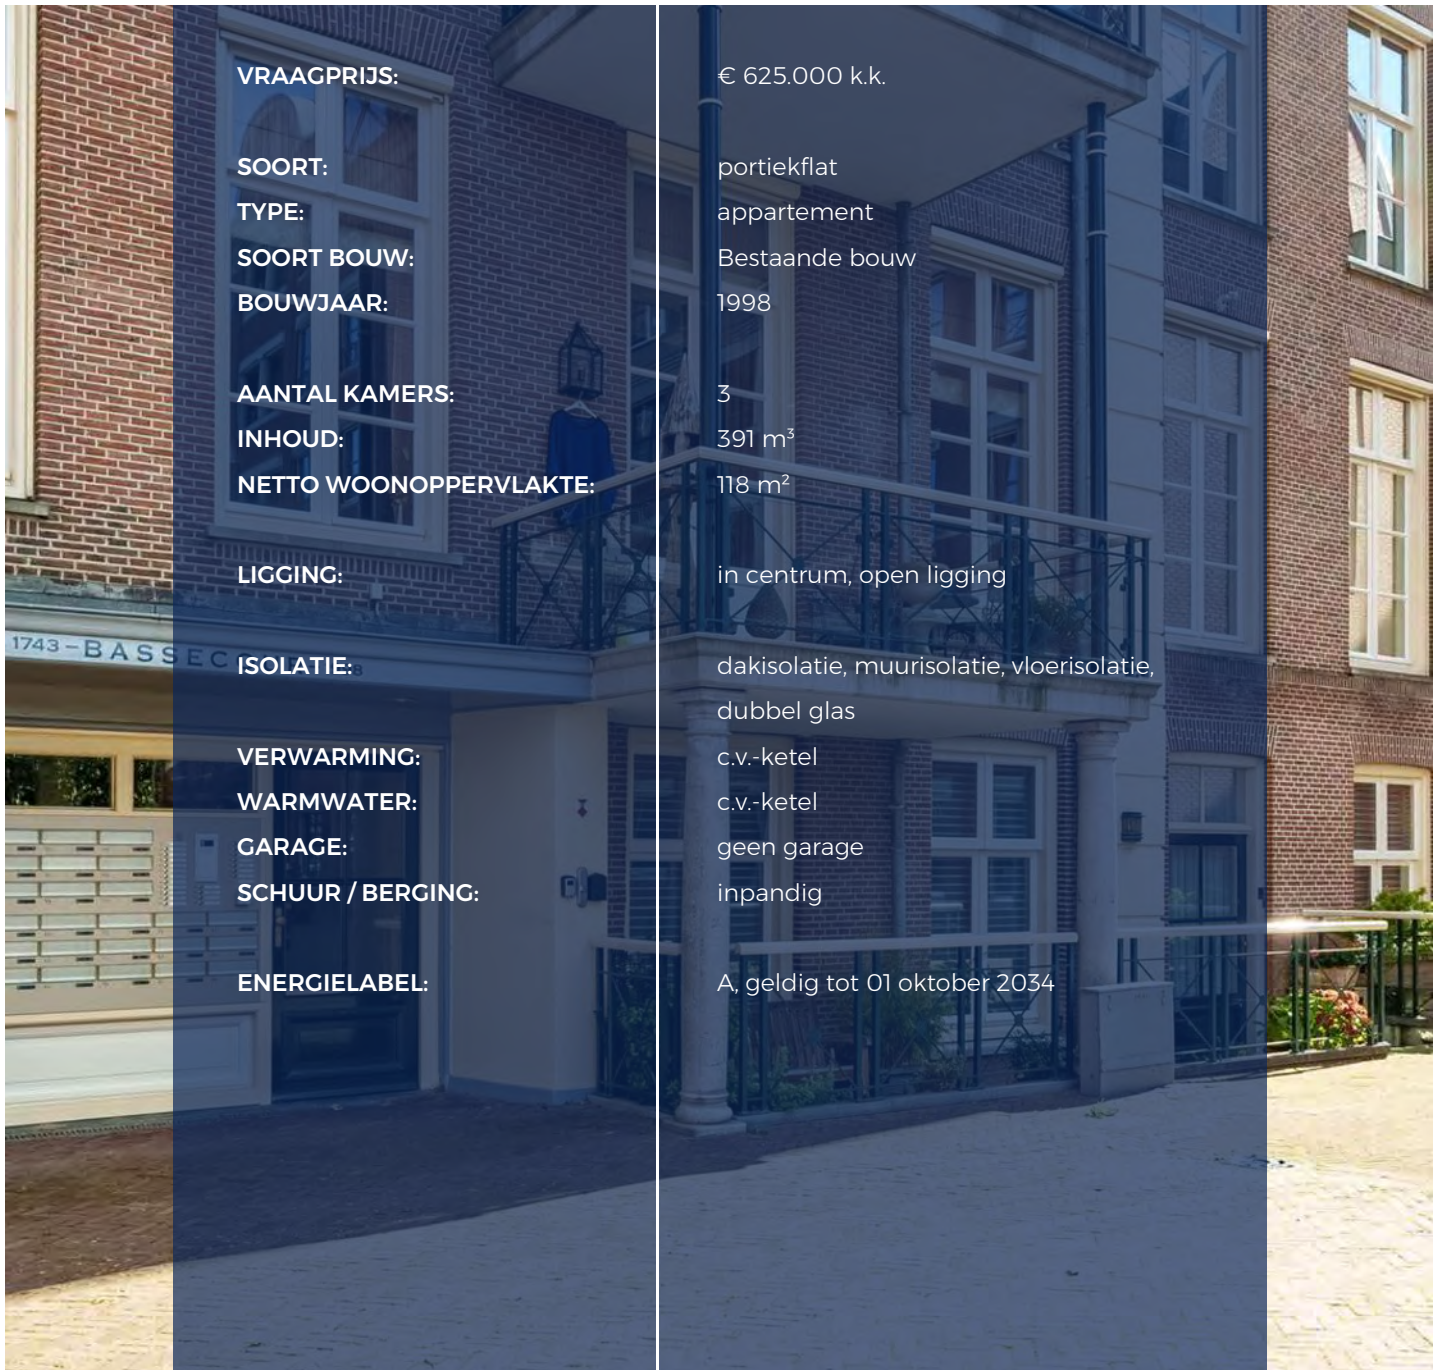 VRAAGPRIJS: € 625.000 k.k.
SOORT: portiekflat
TYPE: appartement
SOORT BOUW: Bestaande bouw
BOUWJAAR: 1998
AANTAL KAMERS: 3
INHOUD: 391 m³
NETTO WOONOPPERVLAKTE: 118 m²
LIGGING: in centrum, open ligging
1743-BASSEC
ISOLATIE: dakisolatie, muurisolatie, vloerisolatie,
dubbel glas
VERWARMING: c.v.-ketel
WARMWATER: c.v.-ketel
GARAGE: geen garage
SCHUUR / BERGING: inpandig
ENERGIELABEL: A, geldig tot 01 oktober 2034